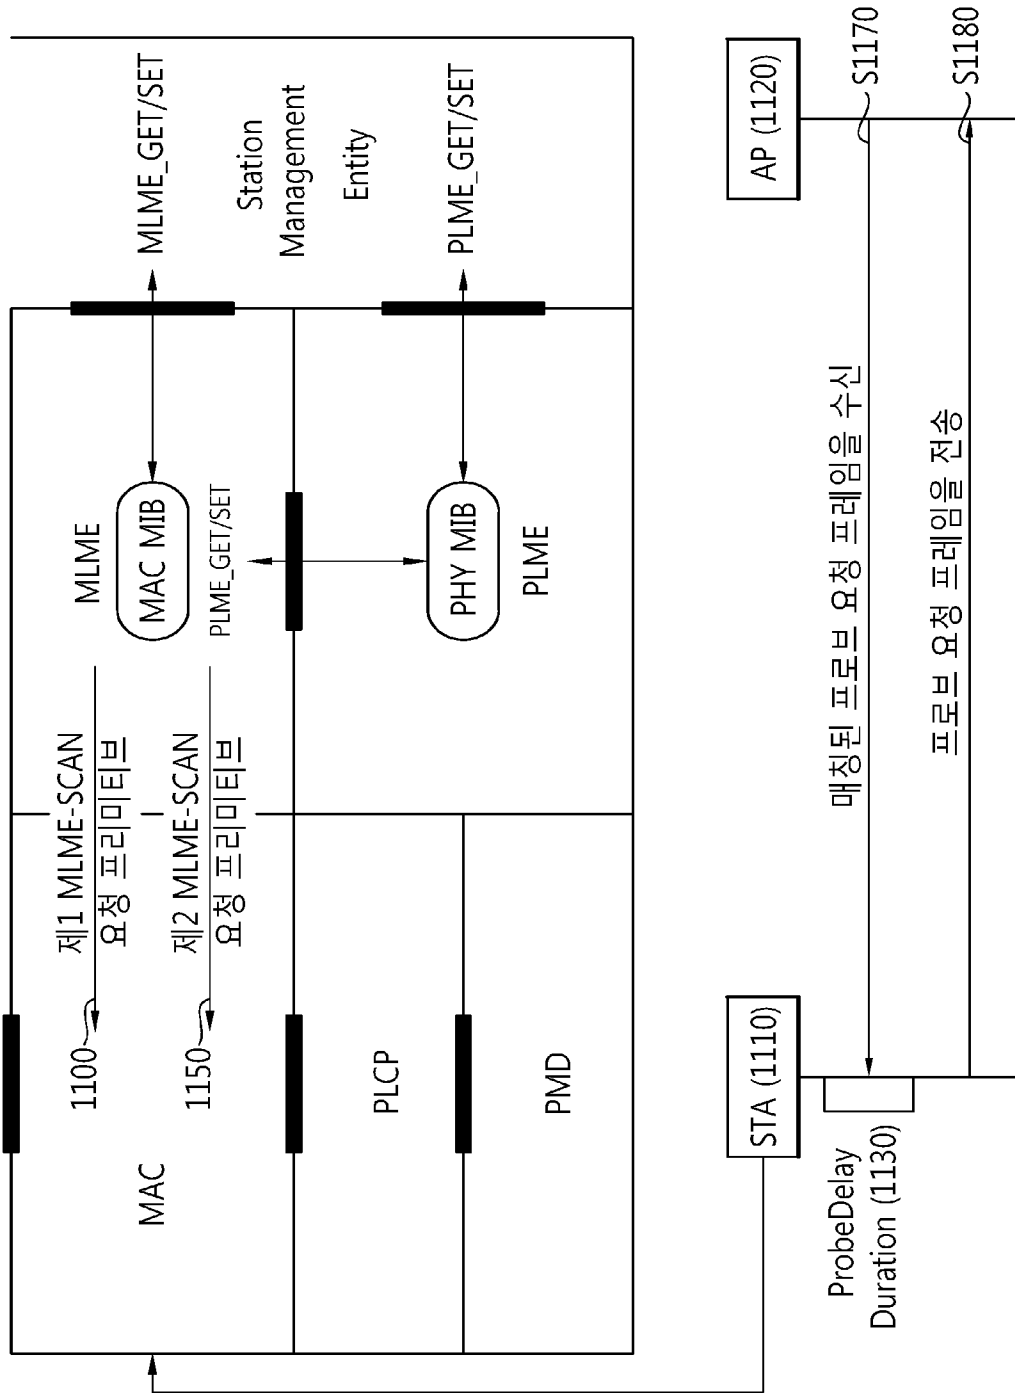 MAC
1100
제1 MLME-SCAN
요청 프리미티브
1150
제2 MLME-SCAN
요청 프리미티브
MLME
MAC MIB
PLME_GET/SET
MLME_GET/SET
Station
Management
Entity
PLCP
PMD
PHY MIB
PLME
PLME_GET/SET
STA (1110)
AP (1120)
ProbeDelay
Duration (1130)
매칭된 프로브 요청 프레임을 수신
S1170
프로브 요청 프레임을 전송
S1180